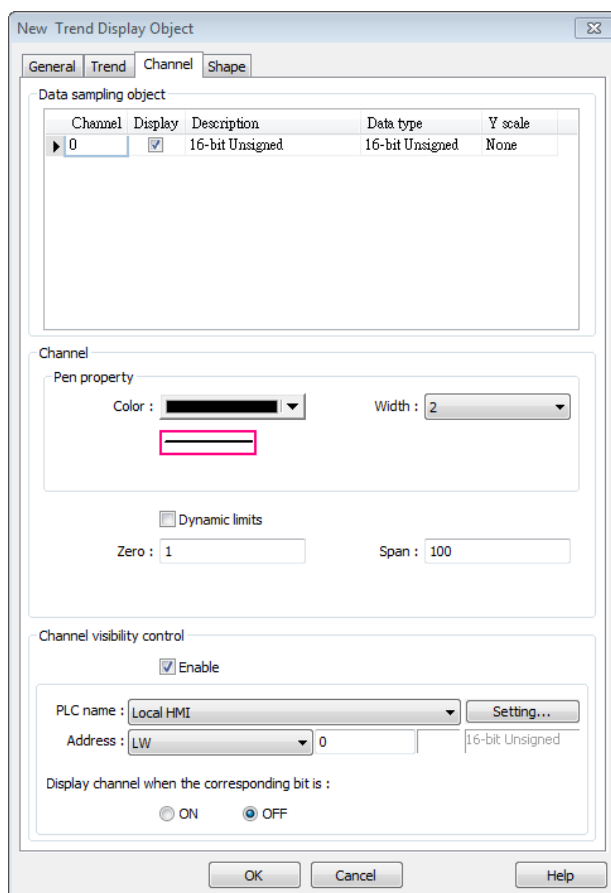 New Trend Display Object
General Trend Channel Shape
Data sampling object
Channel Display Description Data type Y scale
0 16-bit Unsigned 16-bit Unsigned None
Channel
Pen property
Color : Width : 2
Dynamic limits
Zero : 1 Span : 100
Channel visibility control
Enable
PLC name : Local HMI Setting...
Address : LW 0 16-bit Unsigned
Display channel when the corresponding bit is :
ON OFF
OK Cancel Help